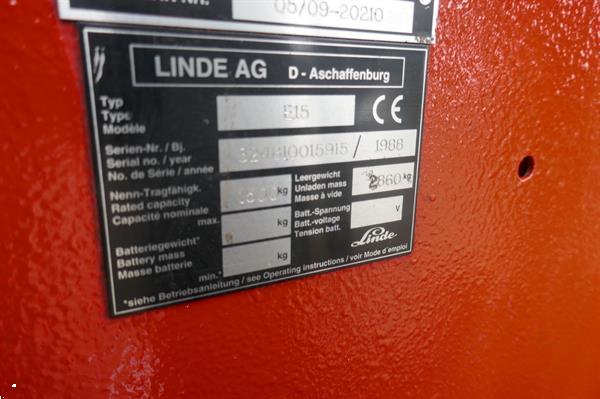 05/09-20210
LINDE AG D - Aschaffenburg
Typ
Type E15
Modèle
CE
Serien-Nr./ Bj.
Serial no. / year / 1988
No. de Série / année
Nenn-Tragfähigk.
Rated capacity kg
Capacité nominale
Leergewicht
Unladen mass 2860 kg
Masse à vide
max. kg
Batteriegewicht*
Battery mass kg
Masse batterie
min.*
Batt.-Spannung
Batt.-voltage V
Tension batt.
Linde
*siehe Betriebsanleitung / see Operating instructions / voir Mode d'emploi